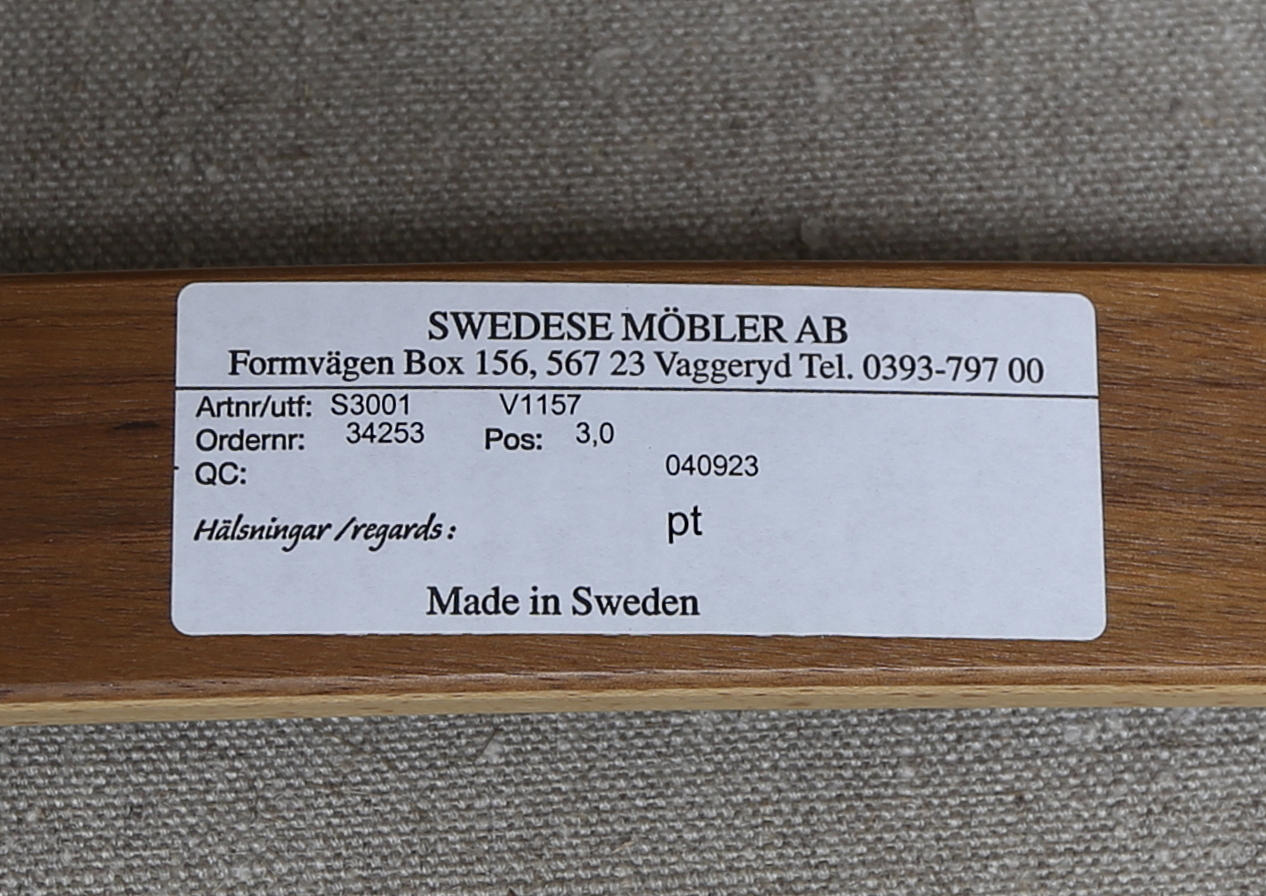 SWEDESE MÖBLER AB
Formvägen Box 156, 567 23 Vaggeryd Tel. 0393-797 00
Artnr/utf: S3001 V1157
Ordernr: 34253 Pos: 3,0
QC: 040923
Hälsningar /regards: pt
Made in Sweden